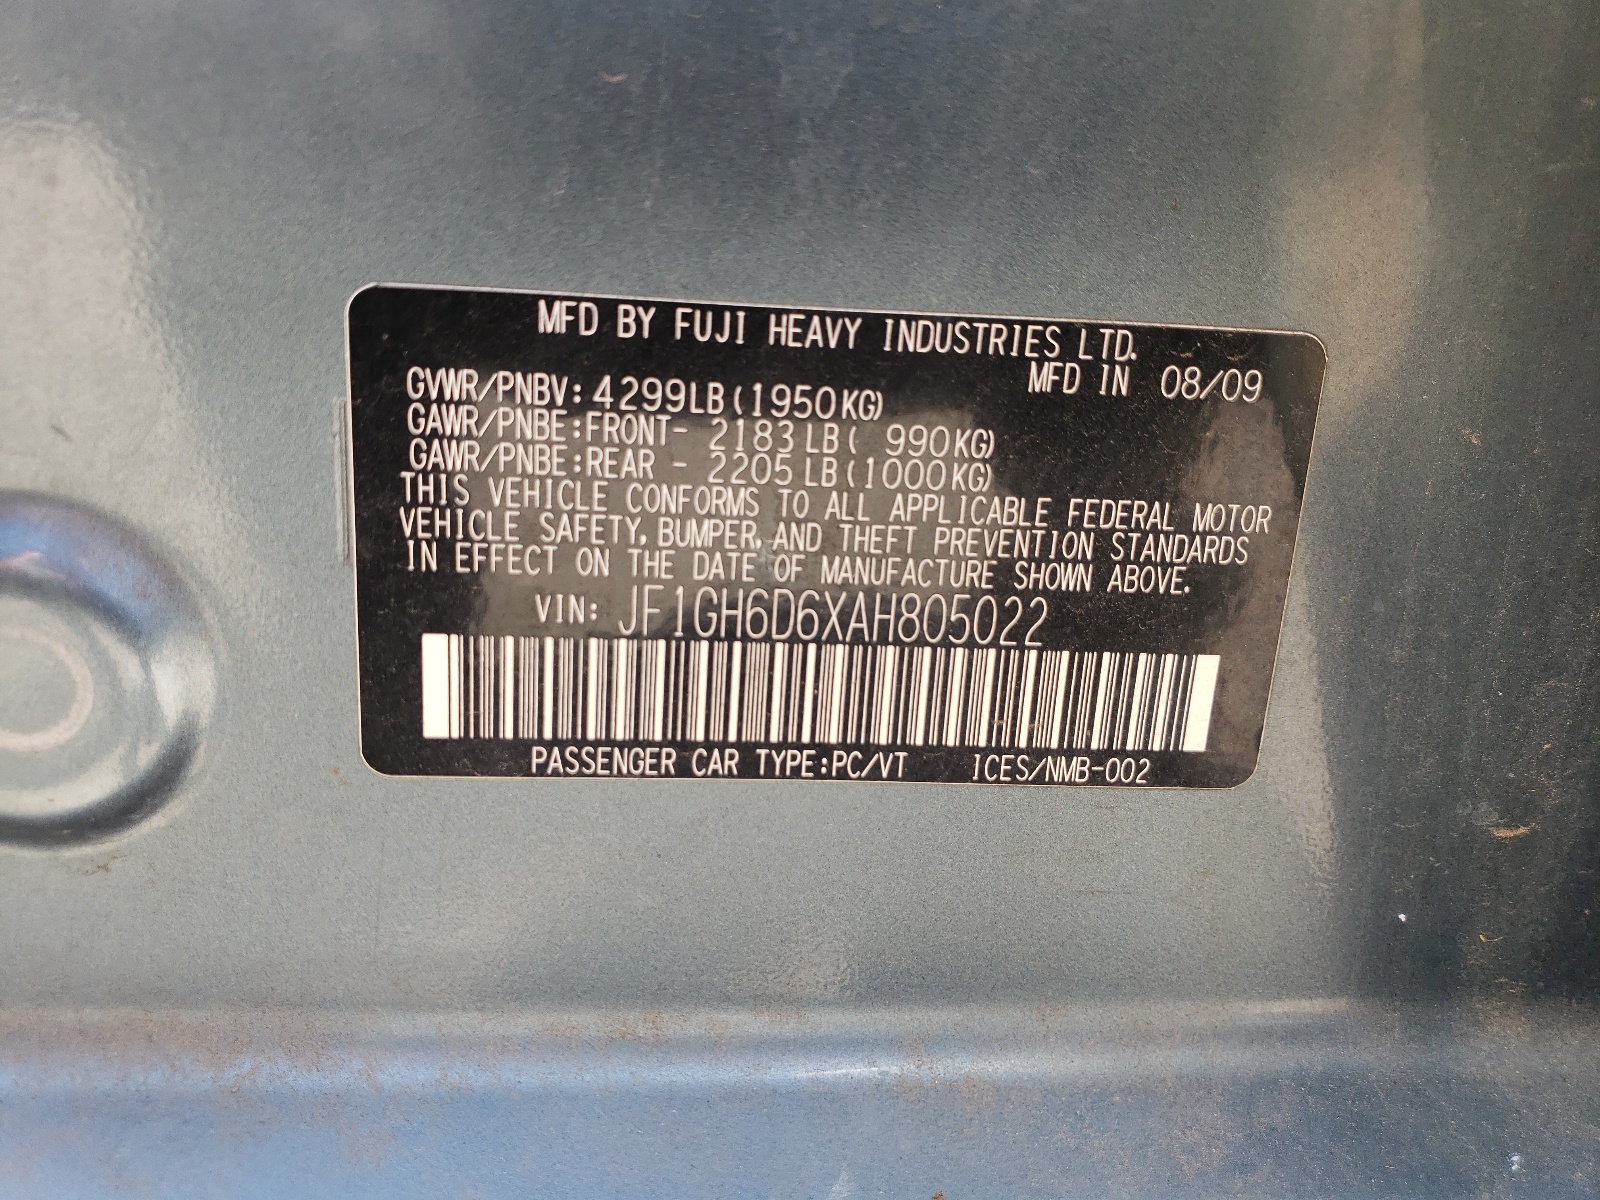 MFD BY FUJI HEAVY INDUSTRIES LTD.
MFD IN 08/09
GVWR/PNBV: 4299LB (1950KG)
GAWR/PNBE:FRONT- 2183 LB ( 990KG)
GAWR/PNBE:REAR - 2205 LB (1000KG)
THIS VEHICLE CONFORMS TO ALL APPLICABLE FEDERAL MOTOR
VEHICLE SAFETY, BUMPER, AND THEFT PREVENTION STANDARDS
IN EFFECT ON THE DATE OF MANUFACTURE SHOWN ABOVE.
VIN: JF1GH6D6XAH805022
PASSENGER CAR TYPE:PC/VT ICES/NMB-002